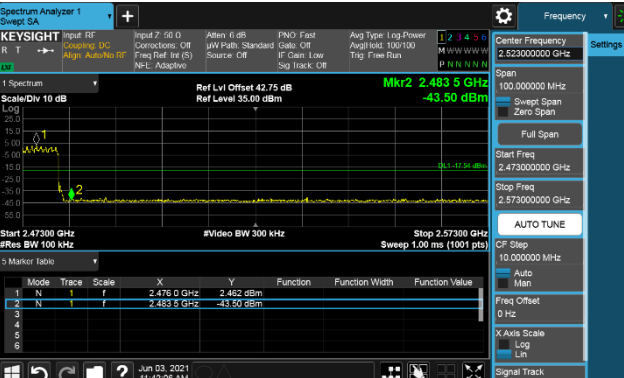 Spectrum Analyzer 1
Swept SA
+
Frequency
KEYSIGHT
R T
LV
Input: RF
Coupling: DC
Align: Auto/No RF
Input Z: 50 Ω
Corrections: Off
Freq Ref: Int (S)
NFE: Adaptive
Atten: 6 dB
µW Path: Standard
Source: Off
PNO: Fast
Gate: Off
IF Gain: Low
Sig Track: Off
Avg Type: Log-Power
Avg|Hold: 100/100
Trig: Free Run
1 2 3 4 5 6
M W W W W W
P N N N N N
1 Spectrum
Scale/Div 10 dB
Log
Ref Lvl Offset 42.75 dB
Ref Level 35.00 dBm
Mkr2 2.483 5 GHz
-43.50 dBm
25.0
15.0
5.00
-5.00
-15.0
-25.0
-35.0
-45.0
-55.0
1
2
DL1 -17.54 dBm
Start 2.47300 GHz
#Res BW 100 kHz
#Video BW 300 kHz
Stop 2.57300 GHz
Sweep 1.00 ms (1001 pts)
5 Marker Table
Mode Trace Scale X Y Function Function Width Function Value
1 N 1 f 2.476 0 GHz 2.462 dBm
2 N 1 f 2.483 5 GHz -43.50 dBm
3
4
5
6
?
Jun 03, 2021
Center Frequency
2.523000000 GHz
Settings
Span
100.000000 MHz
Swept Span
Zero Span
Full Span
Start Freq
2.473000000 GHz
Stop Freq
2.573000000 GHz
AUTO TUNE
CF Step
10.000000 MHz
Auto
Man
Freq Offset
0 Hz
X Axis Scale
Log
Lin
Signal Track